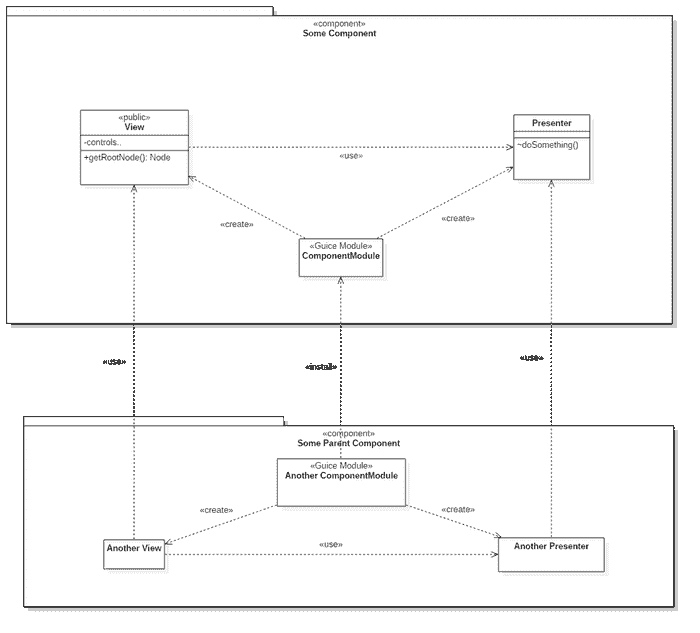 «component»
Some Component
«public»
View
-controls..
+getRootNode(): Node
Presenter
~doSomething()
«use»
«create»
«create»
«Guice Module»
ComponentModule
«use»
«install»
«use»
«component»
Some Parent Component
«Guice Module»
Another ComponentModule
«create»
«create»
Another View
«use»
Another Presenter